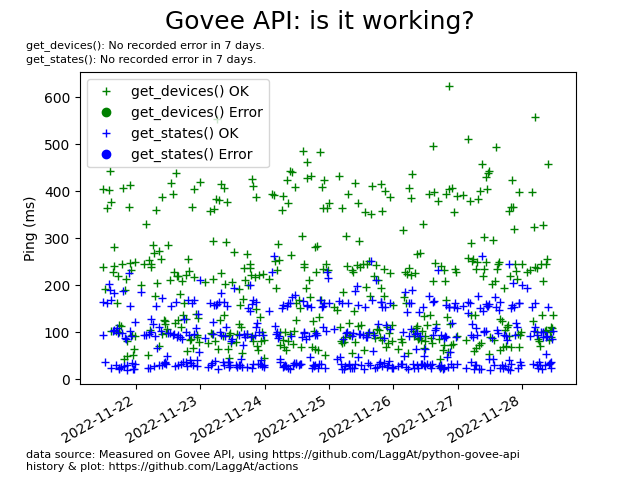 Govee API: is it working?
get_devices(): No recorded error in 7 days.
get_states(): No recorded error in 7 days.
get_devices() OK
get_devices() Error
get_states() OK
get_states() Error
Ping (ms)
600
500
400
300
200
100
0
2022-11-22
2022-11-23
2022-11-24
2022-11-25
2022-11-26
2022-11-27
2022-11-28
data source: Measured on Govee API, using https://github.com/LaggAt/python-govee-api
history & plot: https://github.com/LaggAt/actions